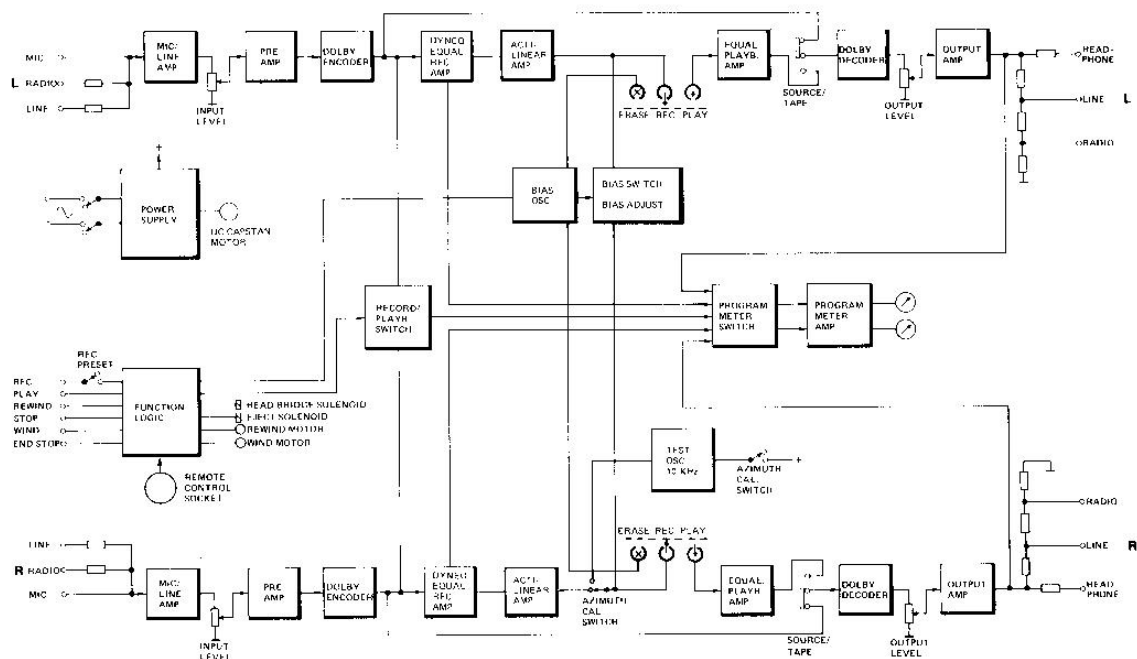 MIC
L RADIO
LINE
MIC/
LINE
AMP
INPUT
LEVEL
PRE
AMP
DOLBY
ENCODER
DYNEQ
EQUAL
REC AMP
ACTI-
LINEAR
AMP
ERASE REC PLAY
EQUAL
PLAYB.
AMP
SOURCE/
TAPE
DOLBY
DECODER
OUTPUT
LEVEL
OUTPUT
AMP
HEAD-
PHONE
LINE L
RADIO
+
POWER
SUPPLY
DC CAPSTAN
MOTOR
BIAS
OSC
BIAS SWITCH
BIAS ADJUST
RECORD/
PLAYB
SWITCH
PROGRAM
METER
SWITCH
PROGRAM
METER
AMP
REC
PRESET
REC
PLAY
REWIND
STOP
WIND
END STOP
FUNCTION
LOGIC
HEAD BRIDGE SOLENOID
EJECT SOLENOID
REWIND MOTOR
WIND MOTOR
REMOTE
CONTROL
SOCKET
TEST
OSC
10 KHz
AZIMUTH
CAL.
SWITCH
+
LINE
R RADIO
MIC
MIC/
LINE
AMP
INPUT
LEVEL
PRE
AMP
DOLBY
ENCODER
DYNEQ
EQUAL
REC AMP
ACTI-
LINEAR
AMP
AZIMUTH
CAL
SWITCH
ERASE REC PLAY
EQUAL.
PLAYB
AMP
SOURCE/
TAPE
DOLBY
DECODER
OUTPUT
LEVEL
OUTPUT
AMP
RADIO
LINE R
HEAD
PHONE